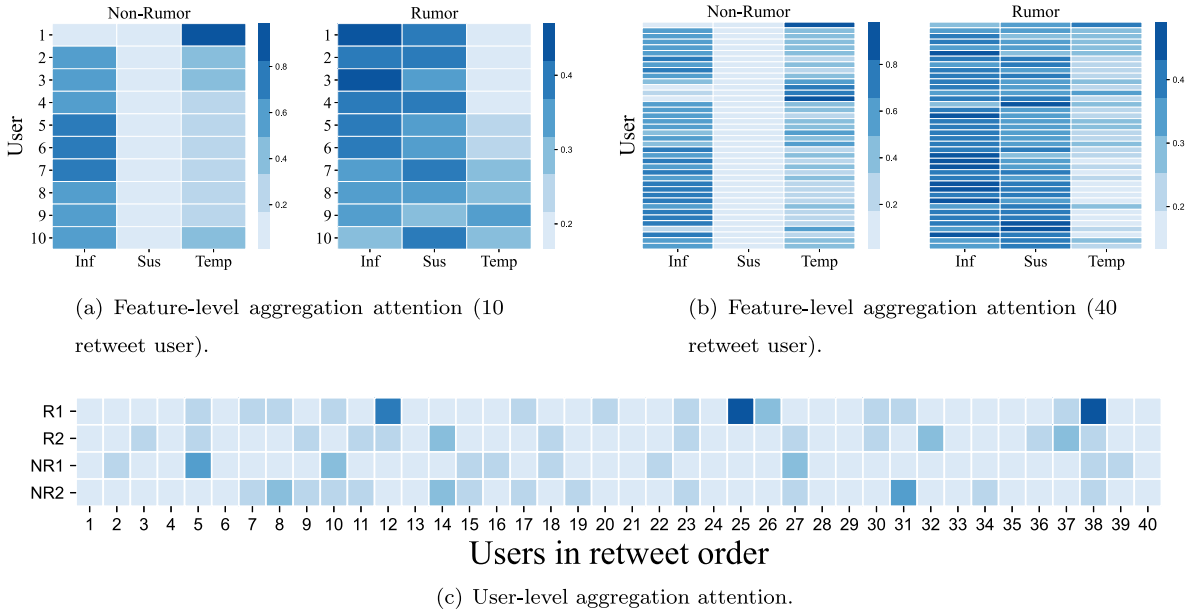 Non-Rumor Rumor Non-Rumor Rumor
User
1
2
3
4
5
6
7
8
9
10
Inf Sus Temp
0.8
0.6
0.4
0.2
Inf Sus Temp
0.4
0.3
0.2
1
2
3
4
5
6
7
8
9
10
User
Inf Sus Temp
0.8
0.6
0.4
0.2
Inf Sus Temp
0.4
0.3
0.2
(a) Feature-level aggregation attention (10
retweet user).
(b) Feature-level aggregation attention (40
retweet user).
R1
R2
NR1
NR2
1 2 3 4 5 6 7 8 9 10 11 12 13 14 15 16 17 18 19 20 21 22 23 24 25 26 27 28 29 30 31 32 33 34 35 36 37 38 39 40
Users in retweet order
(c) User-level aggregation attention.